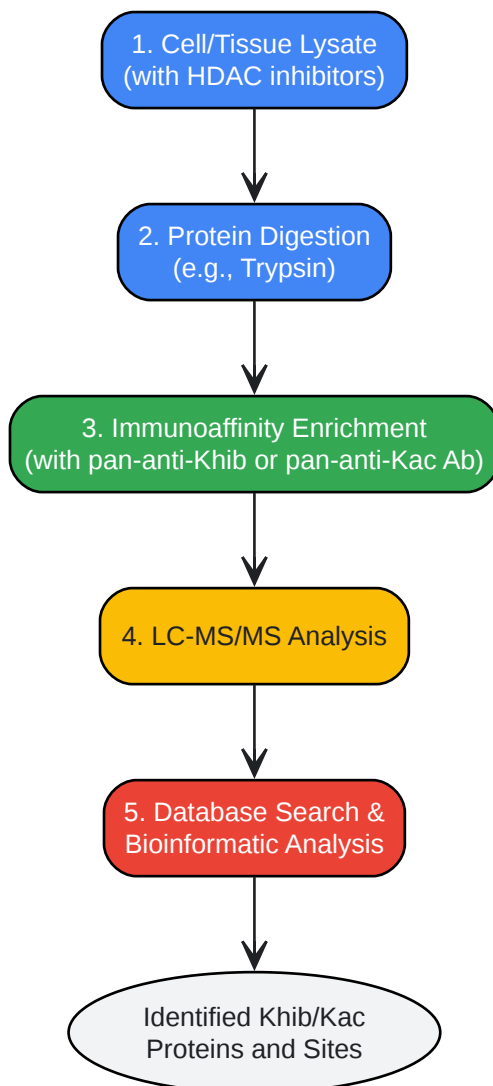 1. Cell/Tissue Lysate
(with HDAC inhibitors)
2. Protein Digestion
(e.g., Trypsin)
3. Immunoaffinity Enrichment
(with pan-anti-Khib or pan-anti-Kac Ab)
4. LC-MS/MS Analysis
5. Database Search &
Bioinformatic Analysis
Identified Khib/Kac
Proteins and Sites